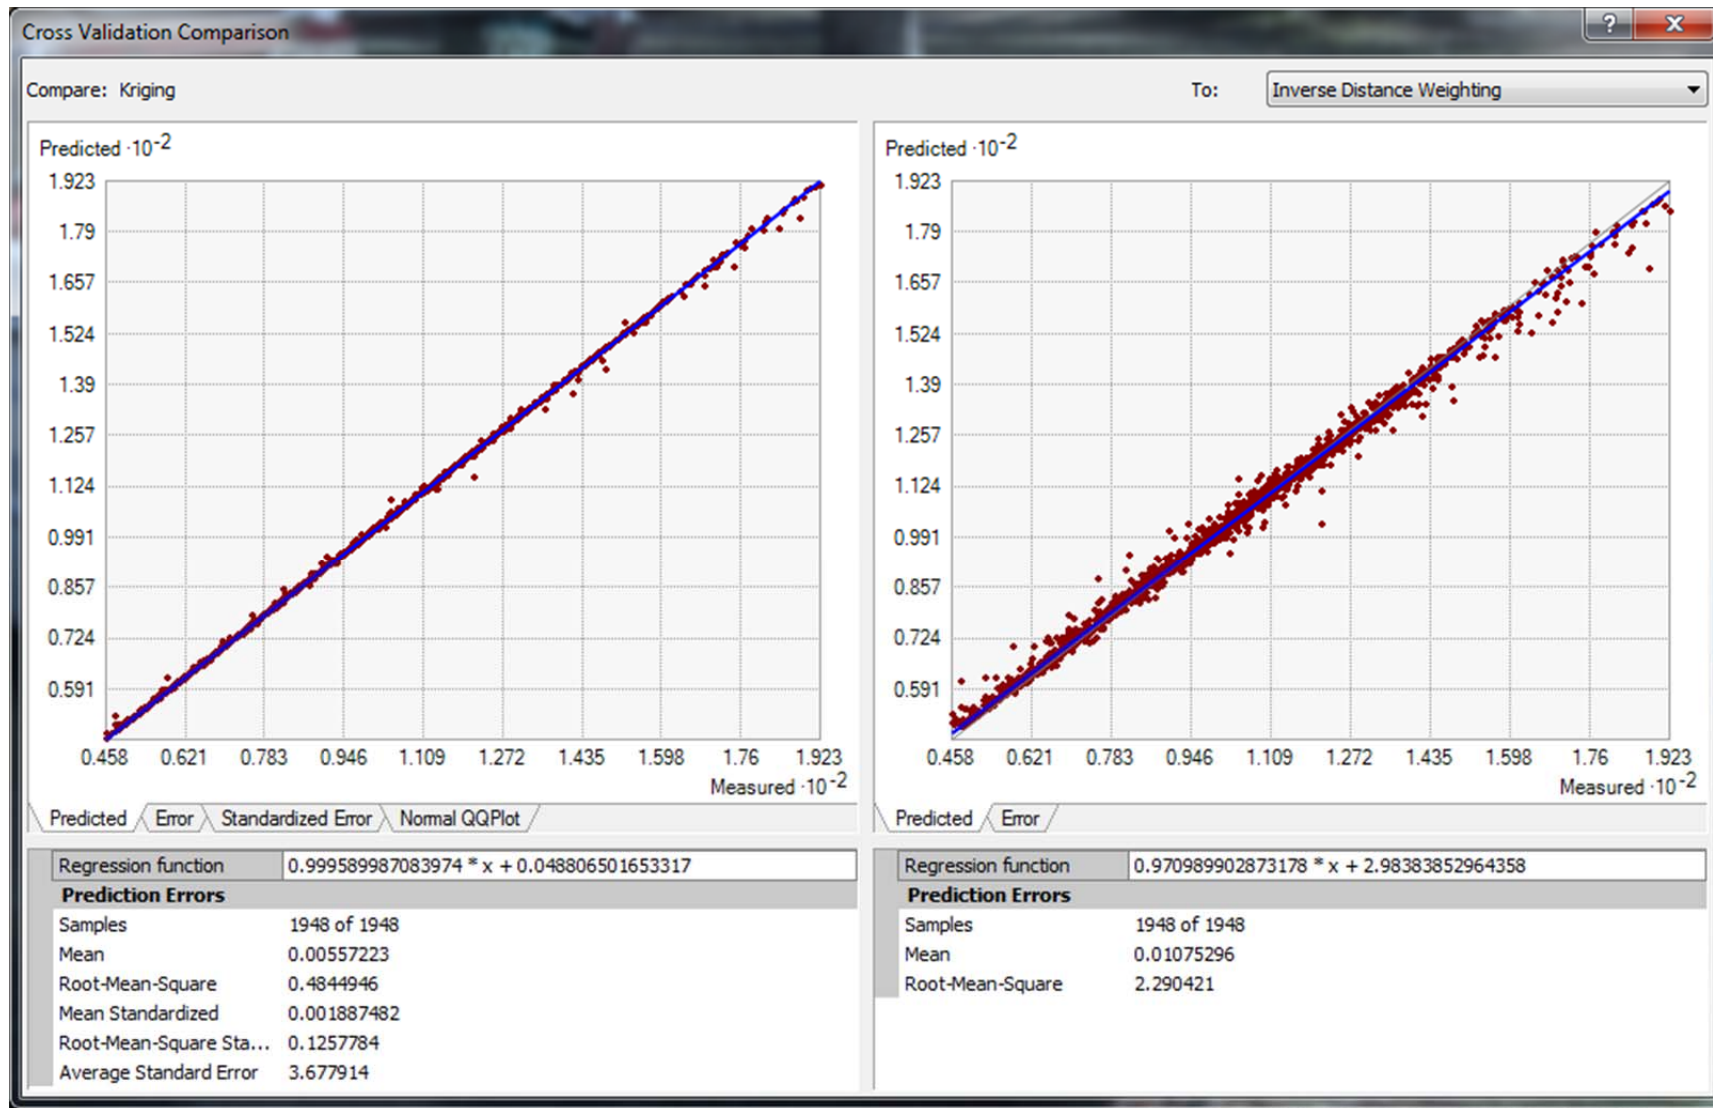 Cross Validation Comparison
?
X
Compare: Kriging
To: Inverse Distance Weighting
Predicted ·10-2
1.923
1.79
1.657
1.524
1.39
1.257
1.124
0.991
0.857
0.724
0.591
0.458 0.621 0.783 0.946 1.109 1.272 1.435 1.598 1.76 1.923
Measured ·10-2
Predicted Error Standardized Error Normal QQPlot
Regression function 0.999589987083974 * x + 0.048806501653317
Prediction Errors
Samples 1948 of 1948
Mean 0.00557223
Root-Mean-Square 0.4844946
Mean Standardized 0.001887482
Root-Mean-Square Sta... 0.1257784
Average Standard Error 3.677914
Predicted ·10-2
1.923
1.79
1.657
1.524
1.39
1.257
1.124
0.991
0.857
0.724
0.591
0.458 0.621 0.783 0.946 1.109 1.272 1.435 1.598 1.76 1.923
Measured ·10-2
Predicted Error
Regression function 0.970989902873178 * x + 2.98383852964358
Prediction Errors
Samples 1948 of 1948
Mean 0.01075296
Root-Mean-Square 2.290421